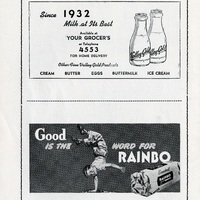 Since 1932
Milk at Its Best
Available at
YOUR GROCER'S
or Telephone
4553
FOR HOME DELIVERY
Other Fine Valley Gold Products
CREAM BUTTER EGGS BUTTERMILK ICE CREAM
Good
IS THE WORD FOR
RAINBO